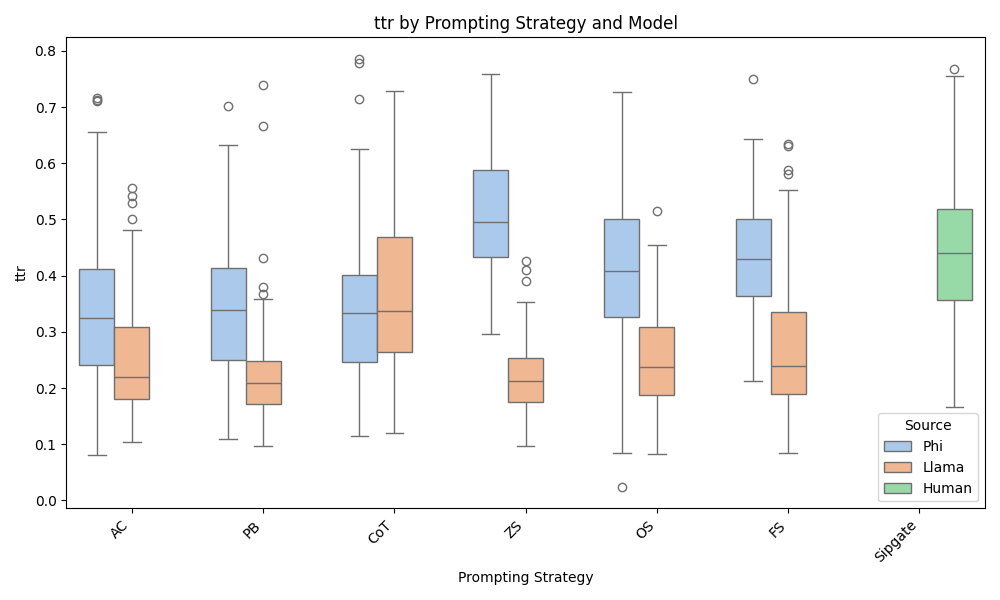 ttr by Prompting Strategy and Model
ttr
0.8
0.7
0.6
0.5
0.4
0.3
0.2
0.1
0.0
AC
PB
CoT
ZS
OS
FS
Sipgate
Prompting Strategy
Source
Phi
Llama
Human